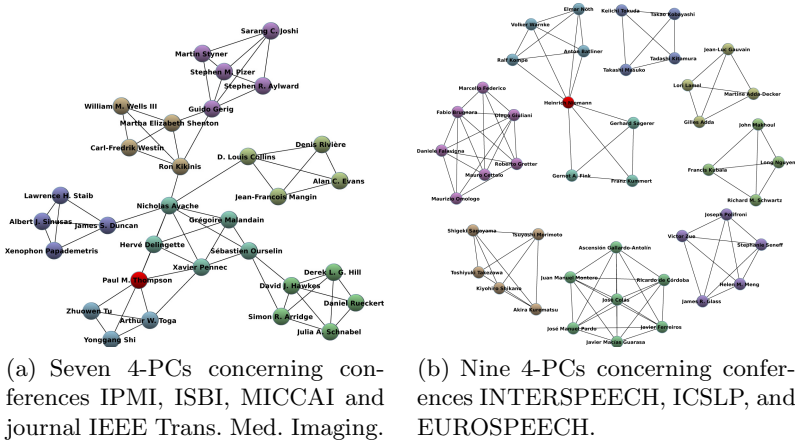 Sarang C. Joshi
Martin Styner
Stephen M. Pizer
Stephen R. Aylward
Guido Gerig
William M. Wells III
Martha Elizabeth Shenton
Carl-Fredrik Westin
Ron Kikinis
Denis Rivière
D. Louis Collins
Alan C. Evans
Jean-Francois Mangin
Lawrence H. Staib
Albert J. Sinusas
James S. Duncan
Xenophon Papademetris
Nicholas Ayache
Grégoire Malandain
Hervé Delingette
Sébastien Ourselin
Xavier Pennec
Paul M. Thompson
Zhuowen Tu
Arthur W. Toga
Yonggang Shi
Derek L. G. Hill
David J. Hawkes
Daniel Rueckert
Simon R. Arridge
Julia A. Schnabel
(a) Seven 4-PCs concerning con-
ferences IPMI, ISBI, MICCAI and
journal IEEE Trans. Med. Imaging.
Elmar Nöth
Volker Warnke
Anton Batliner
Ralf Kompe
Heinrich Niemann
Gerhard Sagerer
Gernot A. Fink
Franz Kummert
Keiichi Tokuda
Takao Kobayashi
Tadashi Kitamura
Takashi Masuko
Jean-Luc Gauvain
Lori Lamel
Martine Adda-Decker
Gilles Adda
Marcello Federico
Fabio Brugnara
Diego Giuliani
Daniele Falavigna
Roberto Gretter
Mauro Cettolo
Maurizio Omologo
John Makhoul
Long Nguyen
Francis Kubala
Richard M. Schwartz
Shigeki Sagayama
Tsuyoshi Morimoto
Toshiyuki Takezawa
Kiyohiro Shikano
Akira Kurematsu
Ascensión Gallardo-Antolín
Juan Manuel Montero
Ricardo de Córdoba
José Colás
José Manuel Pardo
Javier Ferreiros
Javier Macías Guarasa
Joseph Polifroni
Victor Zue
Stephanie Seneff
Helen M. Meng
James R. Glass
(b) Nine 4-PCs concerning confer-
ences INTERSPEECH, ICSLP, and
EUROSPEECH.